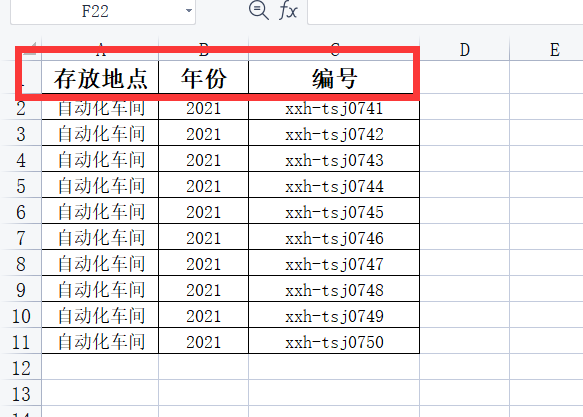 F22 fx
A B C D E
存放地点 年份 编号
2 自动化车间 2021 xxh-tsj0741
3 自动化车间 2021 xxh-tsj0742
4 自动化车间 2021 xxh-tsj0743
5 自动化车间 2021 xxh-tsj0744
6 自动化车间 2021 xxh-tsj0745
7 自动化车间 2021 xxh-tsj0746
8 自动化车间 2021 xxh-tsj0747
9 自动化车间 2021 xxh-tsj0748
10 自动化车间 2021 xxh-tsj0749
11 自动化车间 2021 xxh-tsj0750
12
13